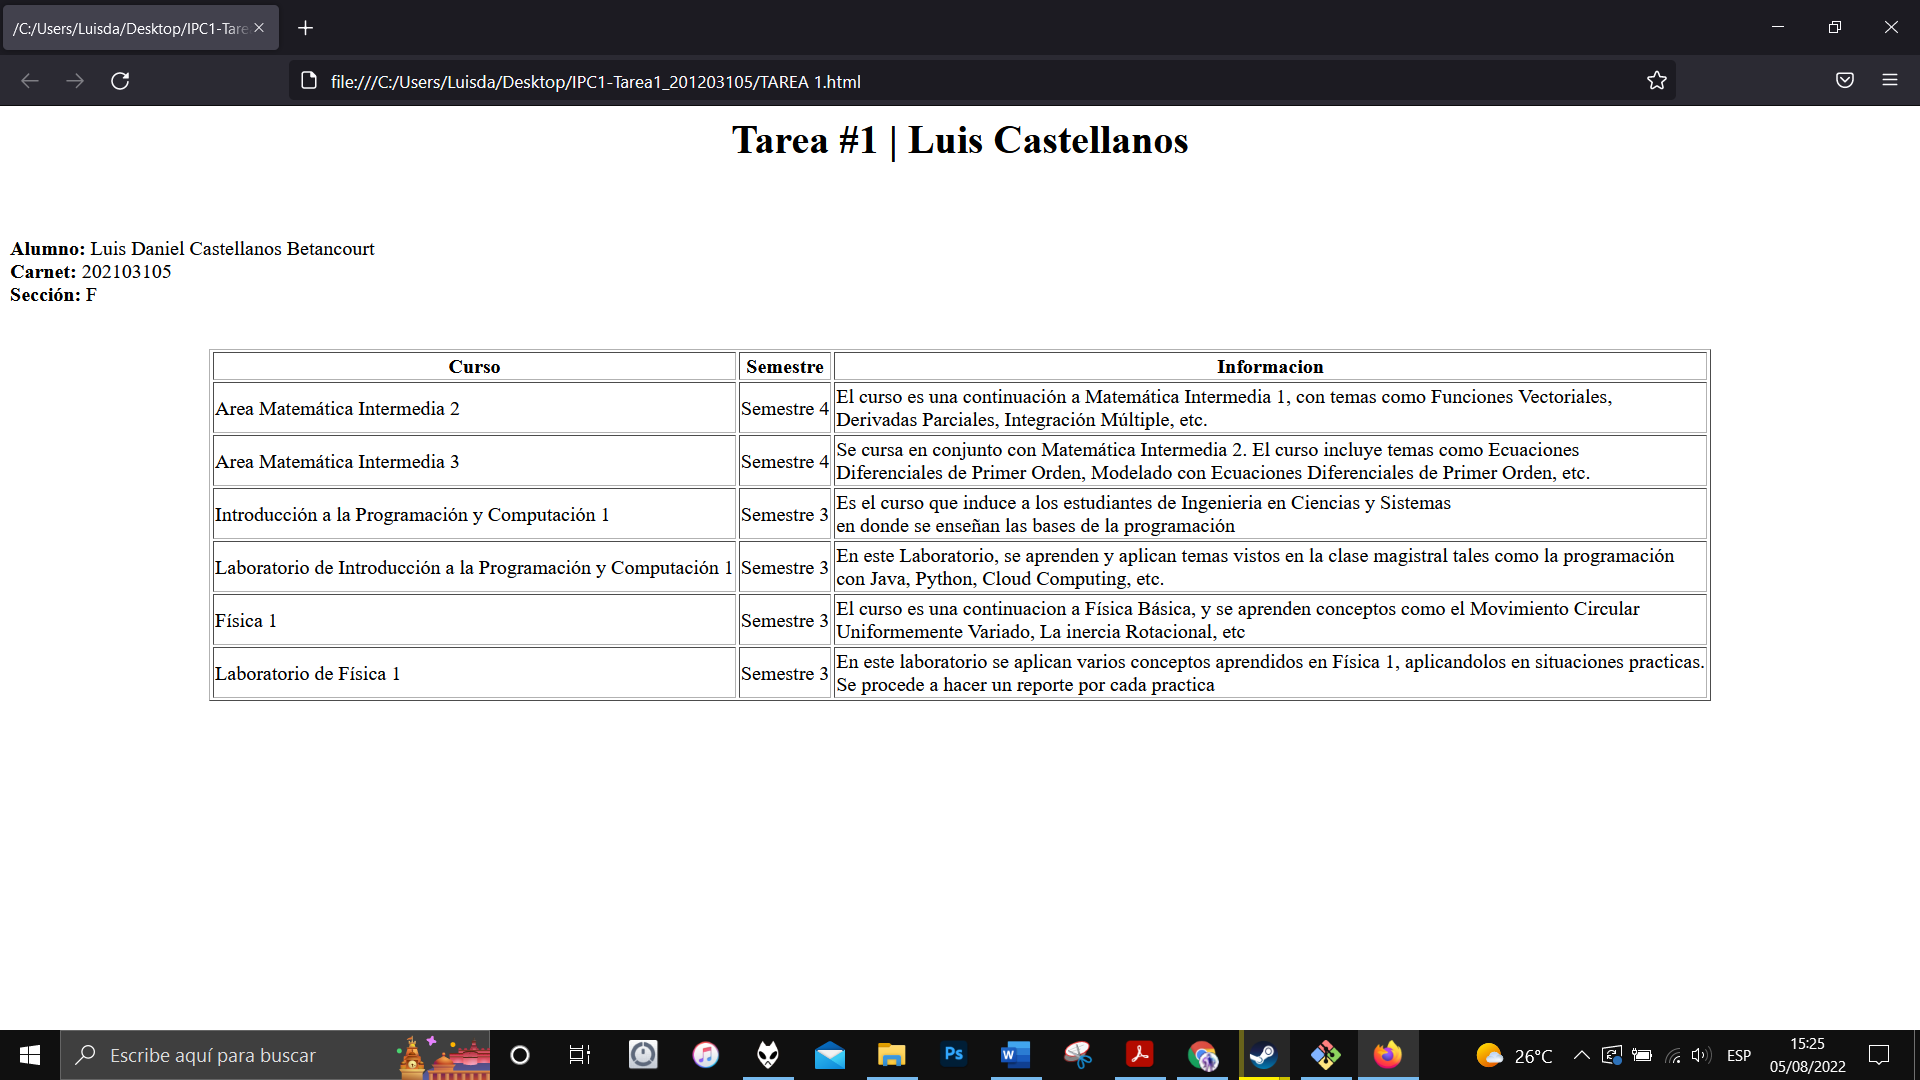 /C:/Users/Luisda/Desktop/IPC1-Tare
file:///C:/Users/Luisda/Desktop/IPC1-Tarea1_201203105/TAREA 1.html
Tarea #1 | Luis Castellanos
Alumno: Luis Daniel Castellanos Betancourt
Carnet: 202103105
Sección: F
Curso Semestre Informacion
Area Matemática Intermedia 2 Semestre 4 El curso es una continuación a Matemática Intermedia 1, con temas como Funciones Vectoriales,
Derivadas Parciales, Integración Múltiple, etc.
Area Matemática Intermedia 3 Semestre 4 Se cursa en conjunto con Matemática Intermedia 2. El curso incluye temas como Ecuaciones
Diferenciales de Primer Orden, Modelado con Ecuaciones Diferenciales de Primer Orden, etc.
Introducción a la Programación y Computación 1 Semestre 3 Es el curso que induce a los estudiantes de Ingenieria en Ciencias y Sistemas
en donde se enseñan las bases de la programación
Laboratorio de Introducción a la Programación y Computación 1 Semestre 3 En este Laboratorio, se aprenden y aplican temas vistos en la clase magistral tales como la programación
con Java, Python, Cloud Computing, etc.
Física 1 Semestre 3 El curso es una continuacion a Física Básica, y se aprenden conceptos como el Movimiento Circular
Uniformemente Variado, La inercia Rotacional, etc
Laboratorio de Física 1 Semestre 3 En este laboratorio se aplican varios conceptos aprendidos en Física 1, aplicandolos en situaciones practicas.
Se procede a hacer un reporte por cada practica
Escribe aquí para buscar
Ps
W
26°C
ESP
15:25
05/08/2022